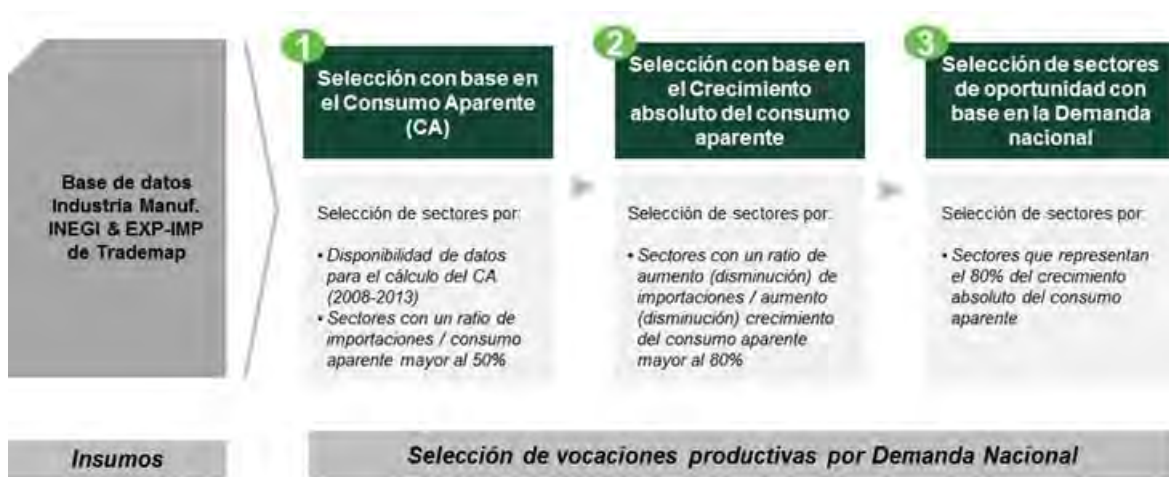 Base de datos
Industria Manuf.
INEGI & EXP-IMP
de Trademap
1
Selección con base en
el Consumo Aparente
(CA)
Selección de sectores por:
• Disponibilidad de datos
para el cálculo del CA
(2008-2013)
• Sectores con un ratio de
importaciones / consumo
aparente mayor al 50%
2
Selección con base en
el Crecimiento
absoluto del consumo
aparente
Selección de sectores por:
• Sectores con un ratio de
aumento (disminución) de
importaciones / aumento
(disminución) crecimiento
del consumo aparente
mayor al 80%
3
Selección de sectores
de oportunidad con
base en la Demanda
nacional
Selección de sectores por:
• Sectores que representan
el 80% del crecimiento
absoluto del consumo
aparente
Insumos
Selección de vocaciones productivas por Demanda Nacional